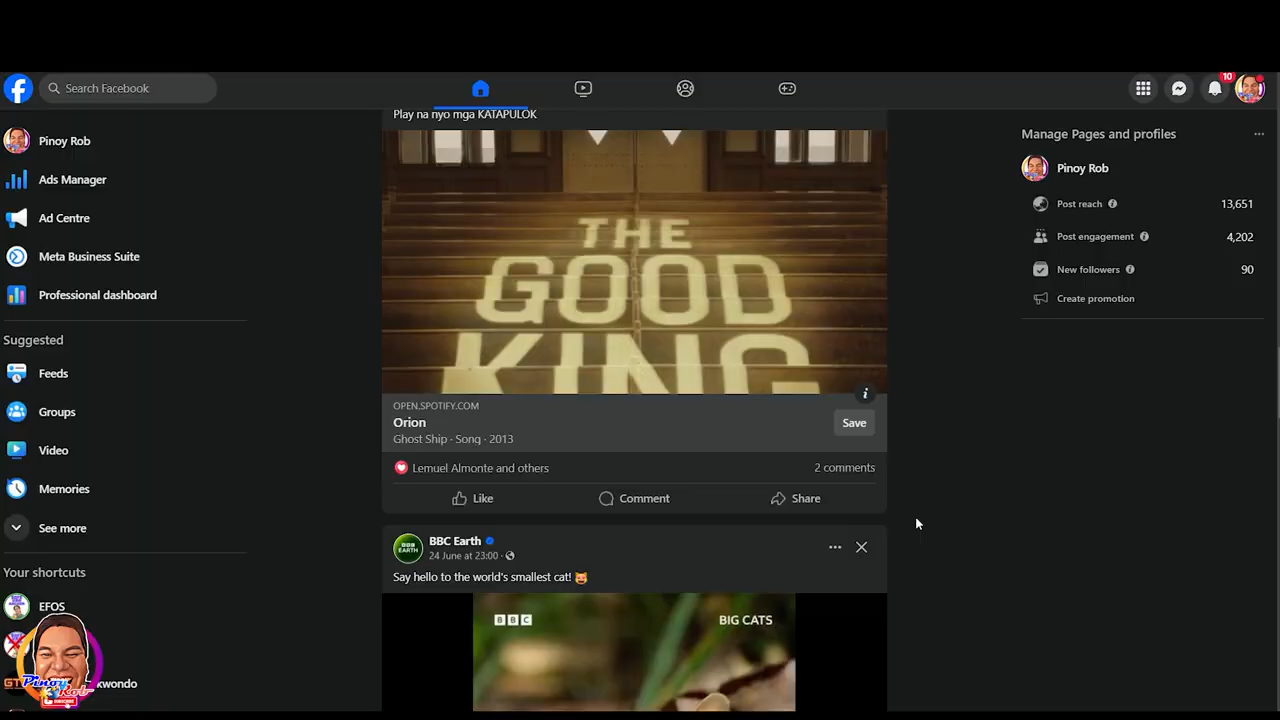 Search Facebook
10
Pinoy Rob
Ads Manager
Ad Centre
Meta Business Suite
Professional dashboard
Suggested
Feeds
Groups
Video
Memories
See more
Your shortcuts
EFOS
Pinoy
Rob
SUBSCRIBE
Play na nyo mga KATAPULOK
THE
GOOD
KING
OPEN.SPOTIFY.COM
Orion
Ghost Ship · Song · 2013
Save
Lemuel Almonte and others
2 comments
Like
Comment
Share
BBC EARTH
BBC Earth
24 June at 23:00 ·
Say hello to the world's smallest cat!
BBC
BIG CATS
Manage Pages and profiles
Pinoy Rob
Post reach
13,651
Post engagement
4,202
New followers
90
Create promotion